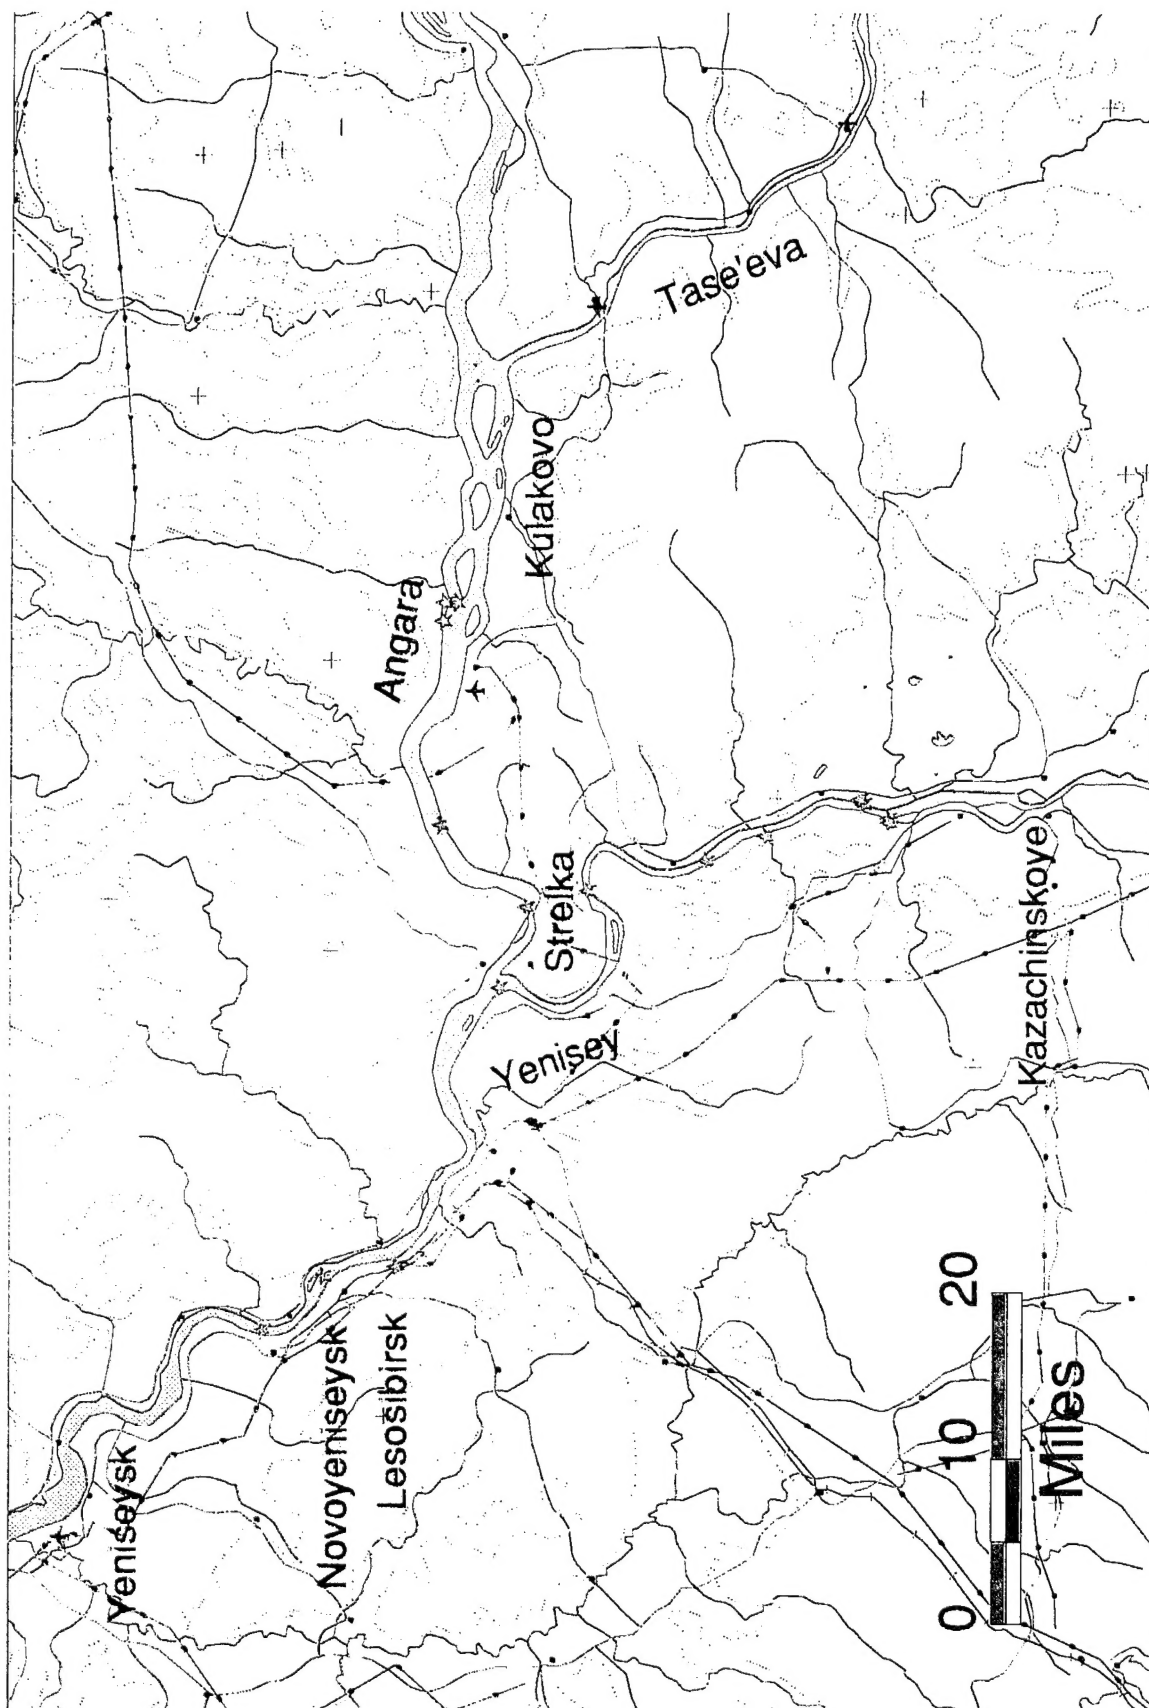 Yeniseysk
Novoyeniseysk
Lesosibirsk
Yenisey
Strelka
Angara
Kulakovo
Tase'eva
Kazachinskoye
0 10 20
Miles